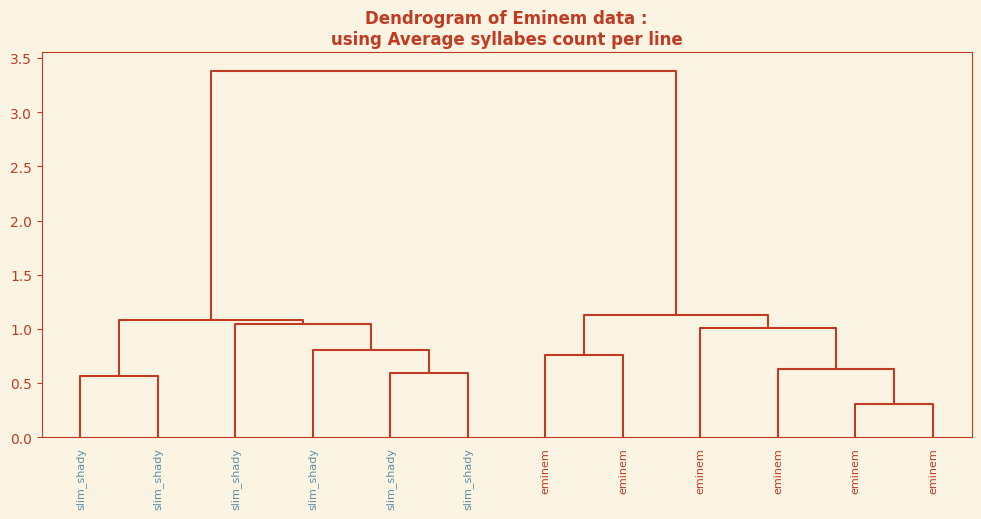 Dendrogram of Eminem data :
using Average syllabes count per line
3.5
3.0
2.5
2.0
1.5
1.0
0.5
0.0
slim_shady
slim_shady
slim_shady
slim_shady
slim_shady
slim_shady
eminem
eminem
eminem
eminem
eminem
eminem